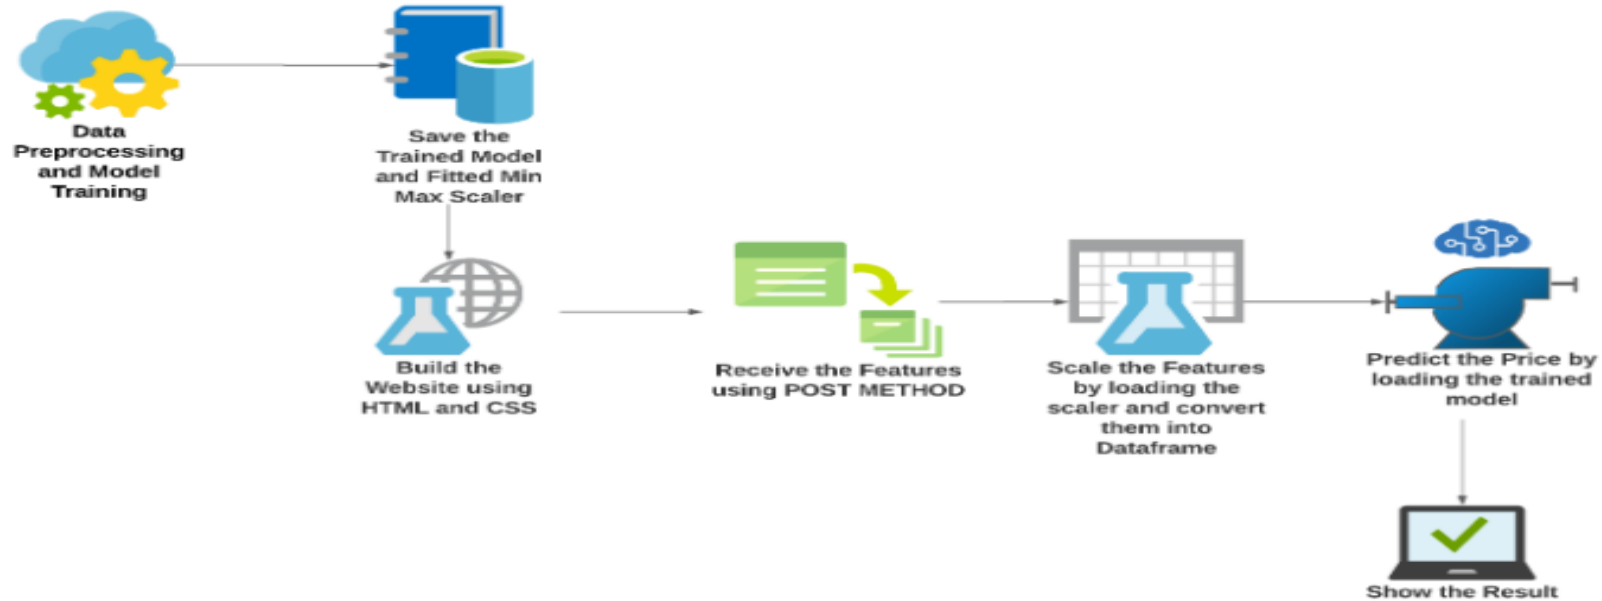 Data
Preprocessing
and Model
Training
Save the
Trained Model
and Fitted Min
Max Scaler
Build the
Website using
HTML and CSS
Receive the Features
using POST METHOD
Scale the Features
by loading the
scaler and convert
them into
Dataframe
Predict the Price by
loading the trained
model
Show the Result